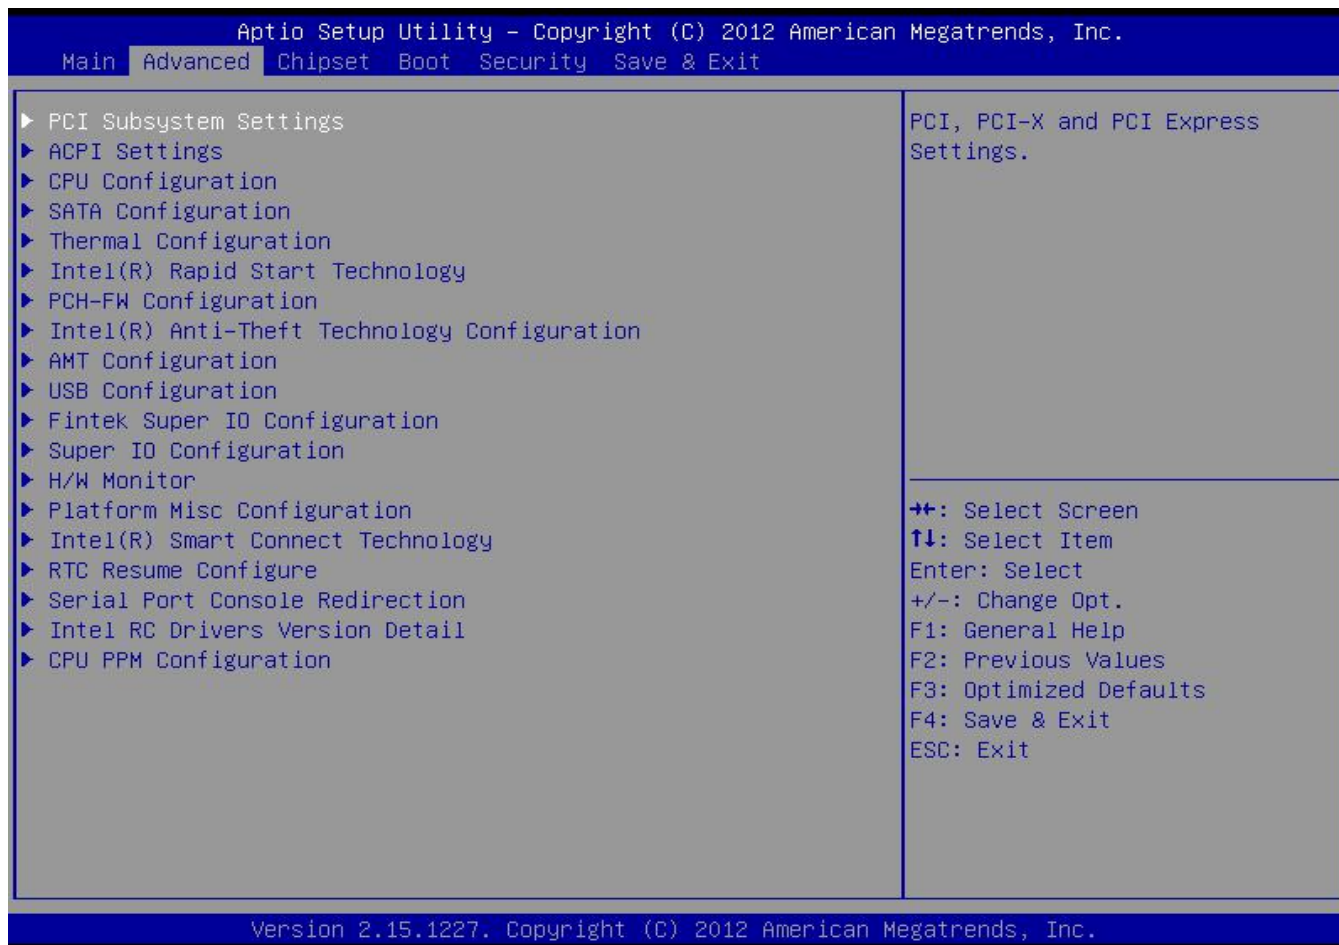 Aptio Setup Utility – Copyright (C) 2012 American Megatrends, Inc.
Main Advanced Chipset Boot Security Save & Exit
PCI Subsystem Settings
ACPI Settings
CPU Configuration
SATA Configuration
Thermal Configuration
Intel(R) Rapid Start Technology
PCH-FW Configuration
Intel(R) Anti-Theft Technology Configuration
AMT Configuration
USB Configuration
Fintek Super IO Configuration
Super IO Configuration
H/W Monitor
Platform Misc Configuration
Intel(R) Smart Connect Technology
RTC Resume Configure
Serial Port Console Redirection
Intel RC Drivers Version Detail
CPU PPM Configuration
PCI, PCI-X and PCI Express
Settings.
→←: Select Screen
↑↓: Select Item
Enter: Select
+/-: Change Opt.
F1: General Help
F2: Previous Values
F3: Optimized Defaults
F4: Save & Exit
ESC: Exit
Version 2.15.1227. Copyright (C) 2012 American Megatrends, Inc.